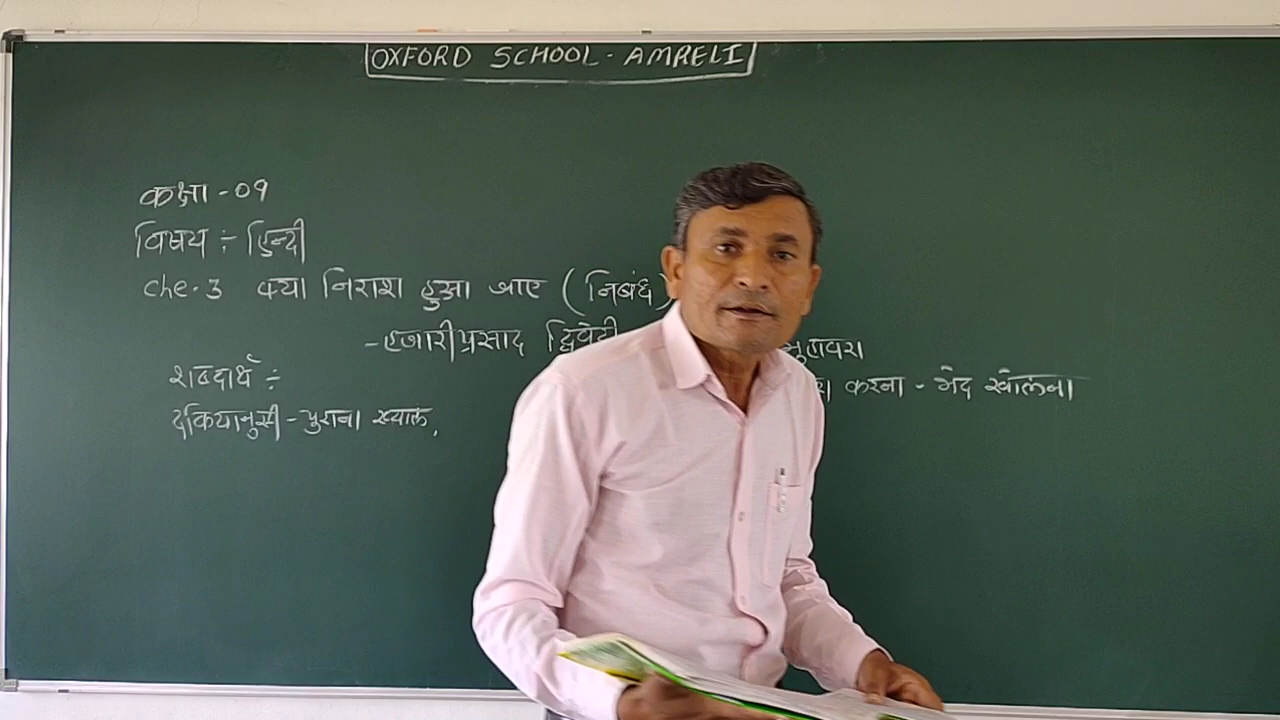 OXFORD SCHOOL - AMRELI
कक्षा - 09
विषय ÷ हिन्दी
che. 3 क्या निराश हुआ जाए (निबंध)
- हजारीप्रसाद द्विवेदी
मुहावरा
शब्दार्थ ÷
करना - भेद खोलना
दकियानुसी - पुराना ख्याल,